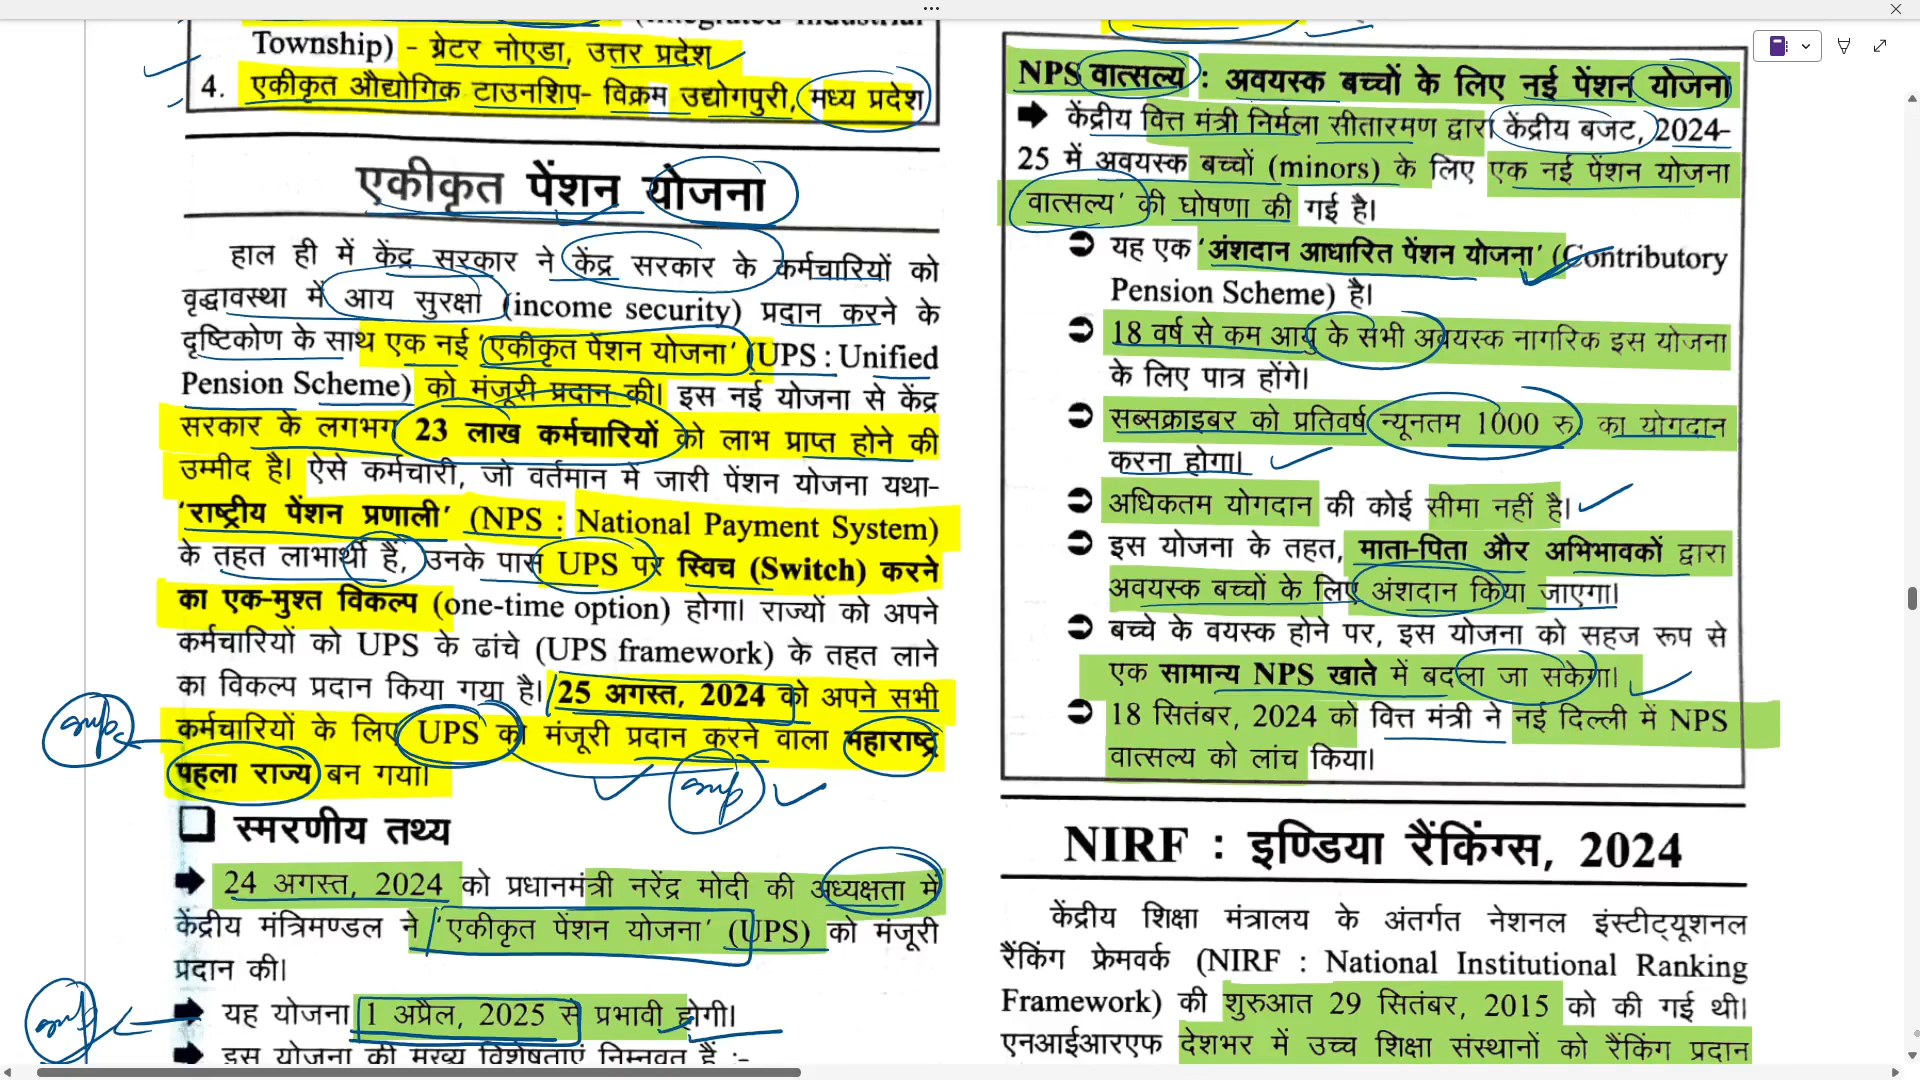 Township) - ग्रेटर नोएडा, उत्तर प्रदेश
4. एकीकृत औद्योगिक टाउनशिप- विक्रम उद्योगपुरी, मध्य प्रदेश
एकीकृत पेंशन योजना
हाल ही में केंद्र सरकार ने केंद्र सरकार के कर्मचारियों को
वृद्धावस्था में आय सुरक्षा (income security) प्रदान करने के
दृष्टिकोण के साथ एक नई 'एकीकृत पेंशन योजना' (UPS : Unified
Pension Scheme) को मंजूरी प्रदान की। इस नई योजना से केंद्र
सरकार के लगभग 23 लाख कर्मचारियों को लाभ प्राप्त होने की
उम्मीद है। ऐसे कर्मचारी, जो वर्तमान में जारी पेंशन योजना यथा-
'राष्ट्रीय पेंशन प्रणाली' (NPS : National Payment System)
के तहत लाभार्थी हैं, उनके पास UPS पर स्विच (Switch) करने
का एक-मुश्त विकल्प (one-time option) होगा। राज्यों को अपने
कर्मचारियों को UPS के ढांचे (UPS framework) के तहत लाने
का विकल्प प्रदान किया गया है। 25 अगस्त, 2024 को अपने सभी
कर्मचारियों के लिए UPS को मंजूरी प्रदान करने वाला महाराष्ट्र
पहला राज्य बन गया।
स्मरणीय तथ्य
24 अगस्त, 2024 को प्रधानमंत्री नरेंद्र मोदी की अध्यक्षता में
केंद्रीय मंत्रिमण्डल ने 'एकीकृत पेंशन योजना' (UPS) को मंजूरी
प्रदान की।
यह योजना 1 अप्रैल, 2025 से प्रभावी होगी।
इस योजना की मुख्य विशेषताएं निम्नवत हैं :-
NPS वात्सल्य : अवयस्क बच्चों के लिए नई पेंशन योजना
केंद्रीय वित्त मंत्री निर्मला सीतारमण द्वारा केंद्रीय बजट, 2024-
25 में अवयस्क बच्चों (minors) के लिए एक नई पेंशन योजना
'वात्सल्य' की घोषणा की गई है।
यह एक 'अंशदान आधारित पेंशन योजना' (Contributory
Pension Scheme) है।
18 वर्ष से कम आयु के सभी अवयस्क नागरिक इस योजना
के लिए पात्र होंगे।
सब्सक्राइबर को प्रतिवर्ष न्यूनतम 1000 रु. का योगदान
करना होगा।
अधिकतम योगदान की कोई सीमा नहीं है।
इस योजना के तहत, माता-पिता और अभिभावकों द्वारा
अवयस्क बच्चों के लिए अंशदान किया जाएगा।
बच्चे के वयस्क होने पर, इस योजना को सहज रूप से
एक सामान्य NPS खाते में बदला जा सकेगा।
18 सितंबर, 2024 को वित्त मंत्री ने नई दिल्ली में NPS
वात्सल्य को लांच किया।
NIRF : इण्डिया रैंकिंग्स, 2024
केंद्रीय शिक्षा मंत्रालय के अंतर्गत नेशनल इंस्टीट्यूशनल
रैंकिंग फ्रेमवर्क (NIRF : National Institutional Ranking
Framework) की शुरुआत 29 सितंबर, 2015 को की गई थी।
एनआईआरएफ देशभर में उच्च शिक्षा संस्थानों को रैंकिंग प्रदान